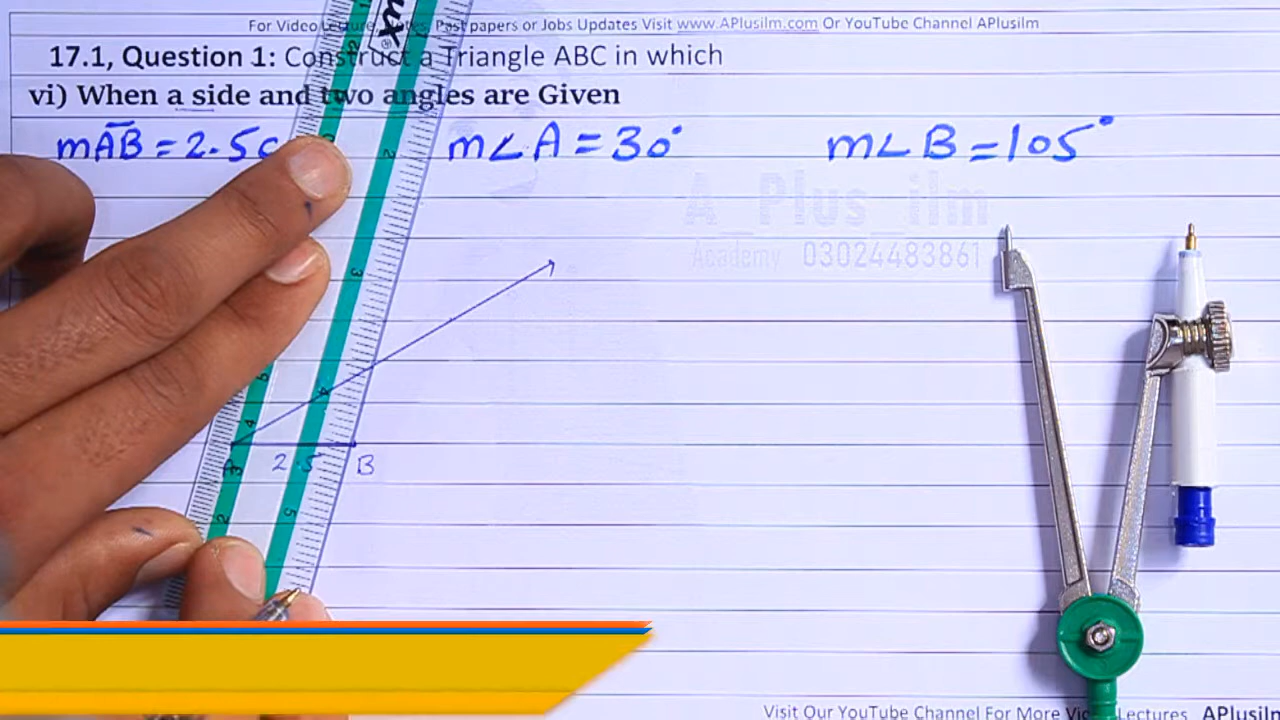 For Video Lecture, Notes, Past papers or Jobs Updates Visit www.APlusilm.com Or YouTube Channel APlusilm
17.1, Question 1: Construct a Triangle ABC in which
vi) When a side and two angles are Given
mAB = 2.5c m∠A = 30° m∠B = 105°
A_Plus_ilm
Academy 03024483861
A 2.5 B
Visit Our YouTube Channel For More Video Lectures APlusilm